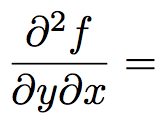 ∂²f/∂y∂x =